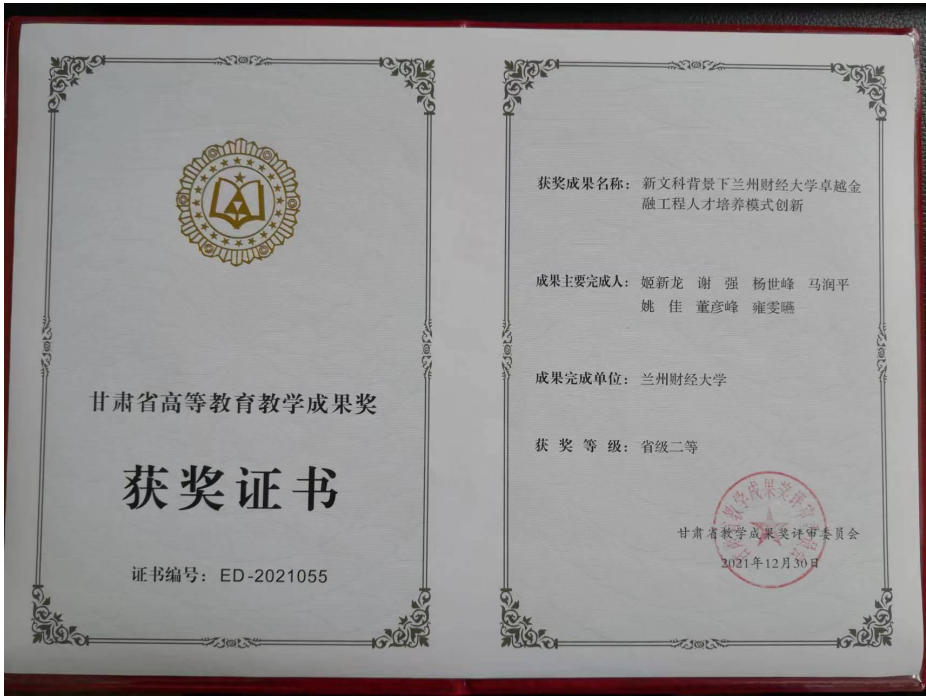 甘肃省高等教育教学成果奖
获奖证书
证书编号：ED-2021055
获奖成果名称：新文科背景下兰州财经大学卓越金
融工程人才培养模式创新
成果主要完成人：姬新龙 谢 强 杨世峰 马润平
姚 佳 董彦峰 雍雯曦
成果完成单位：兰州财经大学
获 奖 等 级：省级二等
甘肃省教学成果奖评审委员会
2021年12月30日